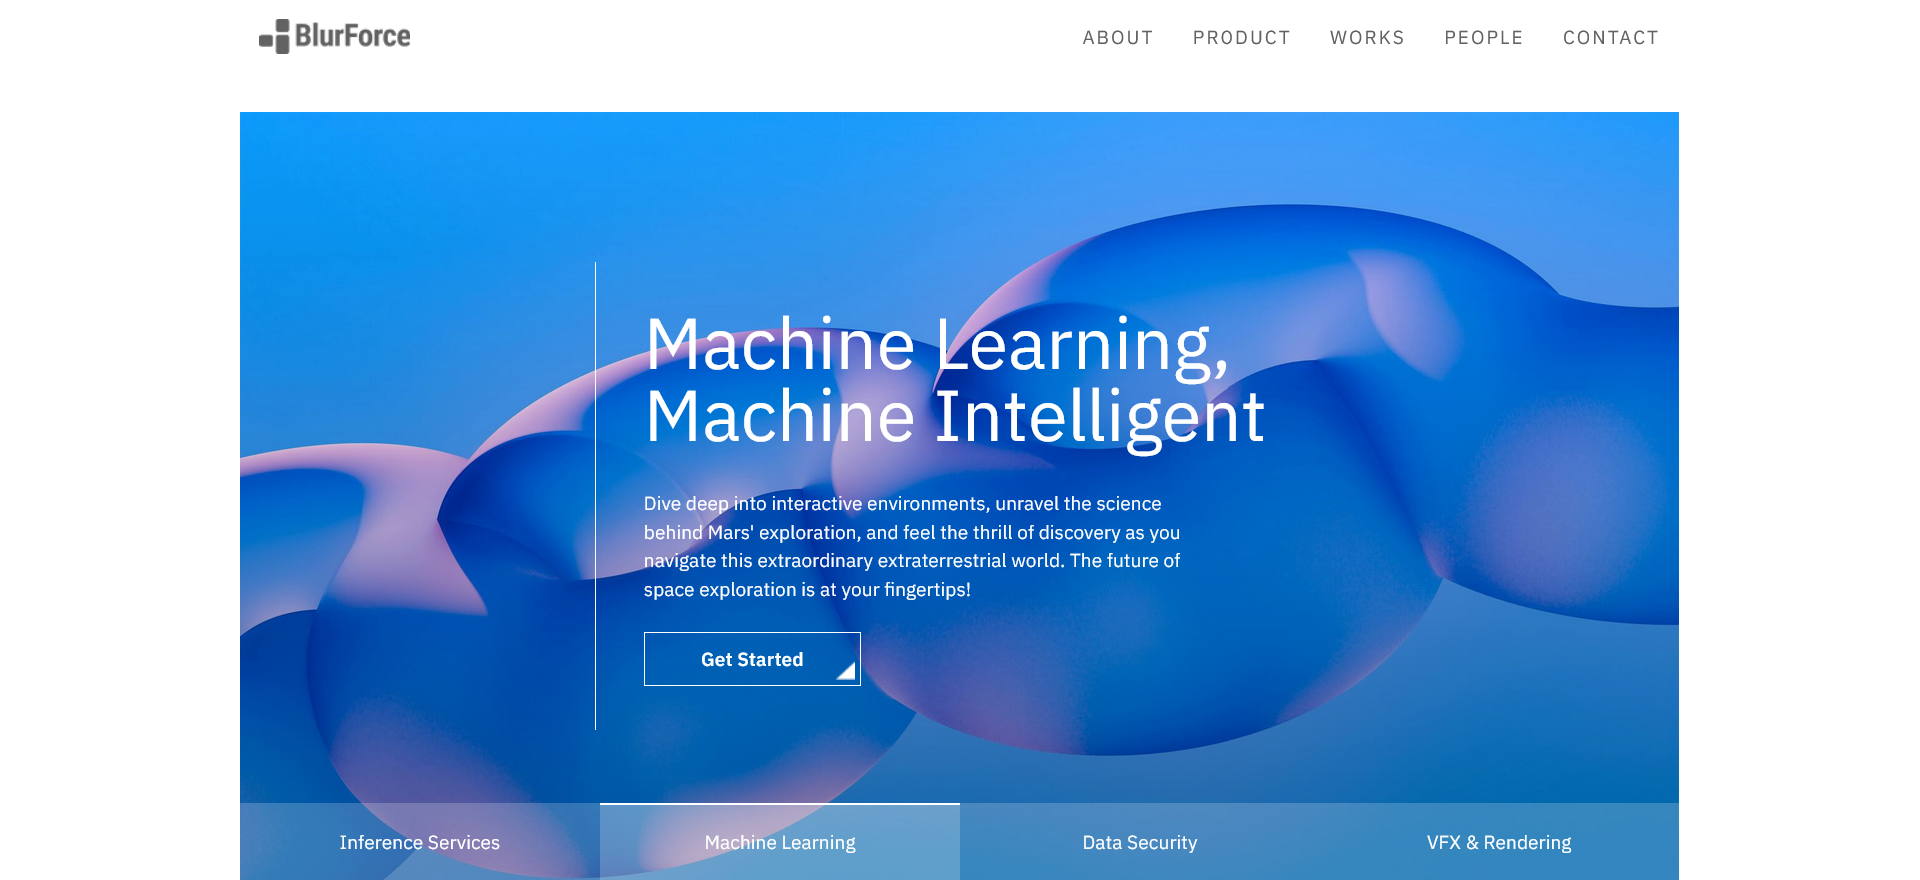 BlurForce
ABOUT PRODUCT WORKS PEOPLE CONTACT
Machine Learning,
Machine Intelligent
Dive deep into interactive environments, unravel the science
behind Mars' exploration, and feel the thrill of discovery as you
navigate this extraordinary extraterrestrial world. The future of
space exploration is at your fingertips!
Get Started
Inference Services Machine Learning Data Security VFX & Rendering